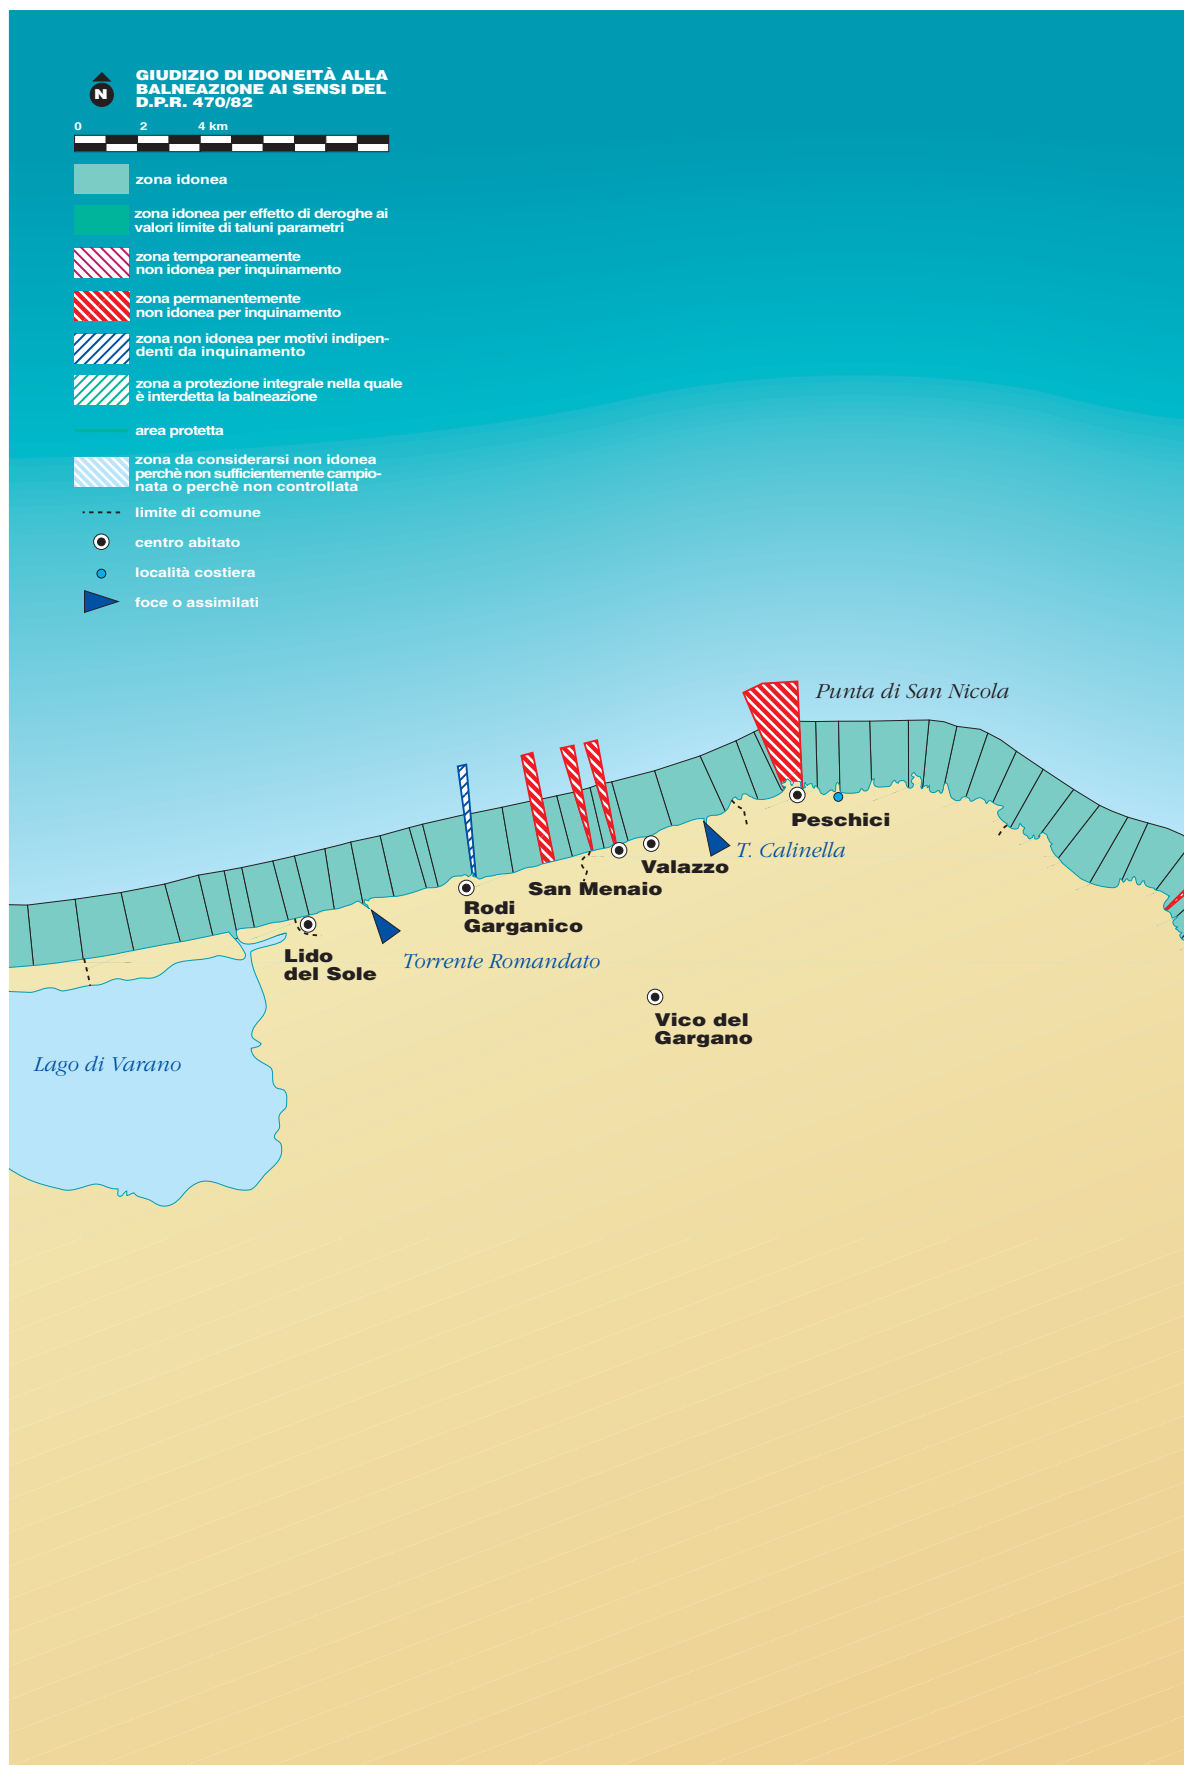 N
GIUDIZIO DI IDONEITÀ ALLA
BALNEAZIONE AI SENSI DEL
D.P.R. 470/82
0 2 4 km
zona idonea
zona idonea per effetto di deroghe ai
valori limite di taluni parametri
zona temporaneamente
non idonea per inquinamento
zona permanentemente
non idonea per inquinamento
zona non idonea per motivi indipen-
denti da inquinamento
zona a protezione integrale nella quale
è interdetta la balneazione
area protetta
zona da considerarsi non idonea
perchè non sufficientemente campio-
nata o perchè non controllata
limite di comune
centro abitato
località costiera
foce o assimilati
Punta di San Nicola
Peschici
T. Calinella
Valazzo
San Menaio
Rodi
Garganico
Lido
del Sole
Torrente Romandato
Vico del
Gargano
Lago di Varano